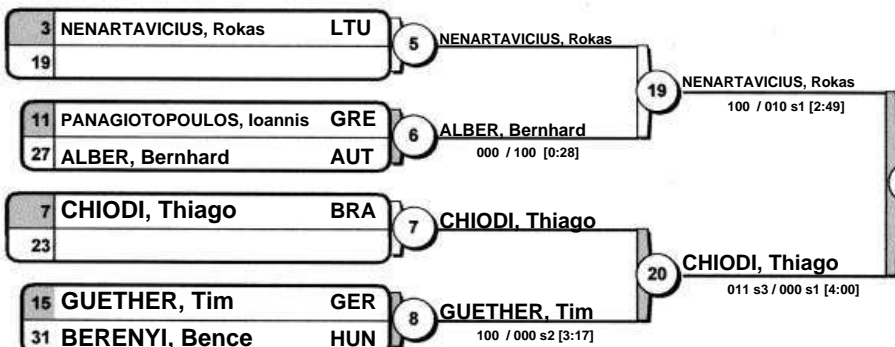 3 NENARTAVICIUS, Rokas LTU
19
5
NENARTAVICIUS, Rokas
11 PANAGIOTOPOULOS, Ioannis GRE
27 ALBER, Bernhard AUT
6
ALBER, Bernhard
000 / 100 [0:28]
19
NENARTAVICIUS, Rokas
100 / 010 s1 [2:49]
7 CHIODI, Thiago BRA
23
7
CHIODI, Thiago
15 GUETHER, Tim GER
31 BERENYI, Bence HUN
8
GUETHER, Tim
100 / 000 s2 [3:17]
20
CHIODI, Thiago
011 s3 / 000 s1 [4:00]